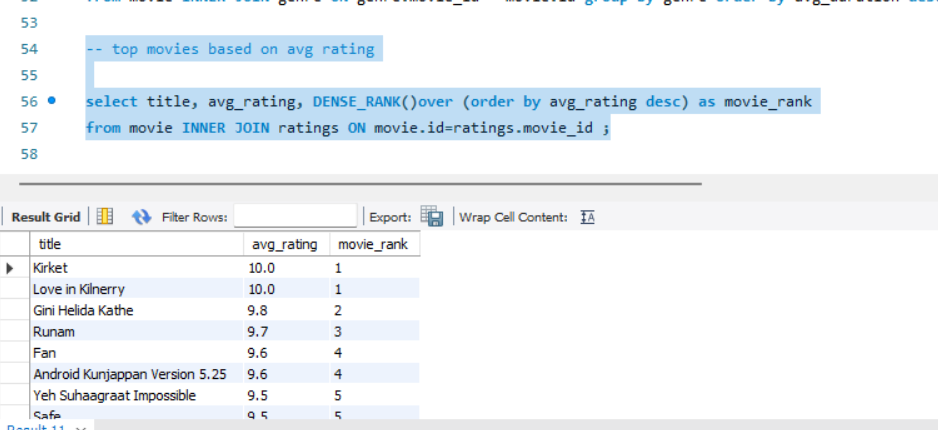 53
54 -- top movies based on avg rating
55
56 select title, avg_rating, DENSE_RANK()over (order by avg_rating desc) as movie_rank
57 from movie INNER JOIN ratings ON movie.id=ratings.movie_id ;
58
Result Grid Filter Rows: Export: Wrap Cell Content: IA
title avg_rating movie_rank
Kirket 10.0 1
Love in Kilnerry 10.0 1
Gini Helida Kathe 9.8 2
Runam 9.7 3
Fan 9.6 4
Android Kunjappan Version 5.25 9.6 4
Yeh Suhaagraat Impossible 9.5 5
Safe 9.5 5
Result 11